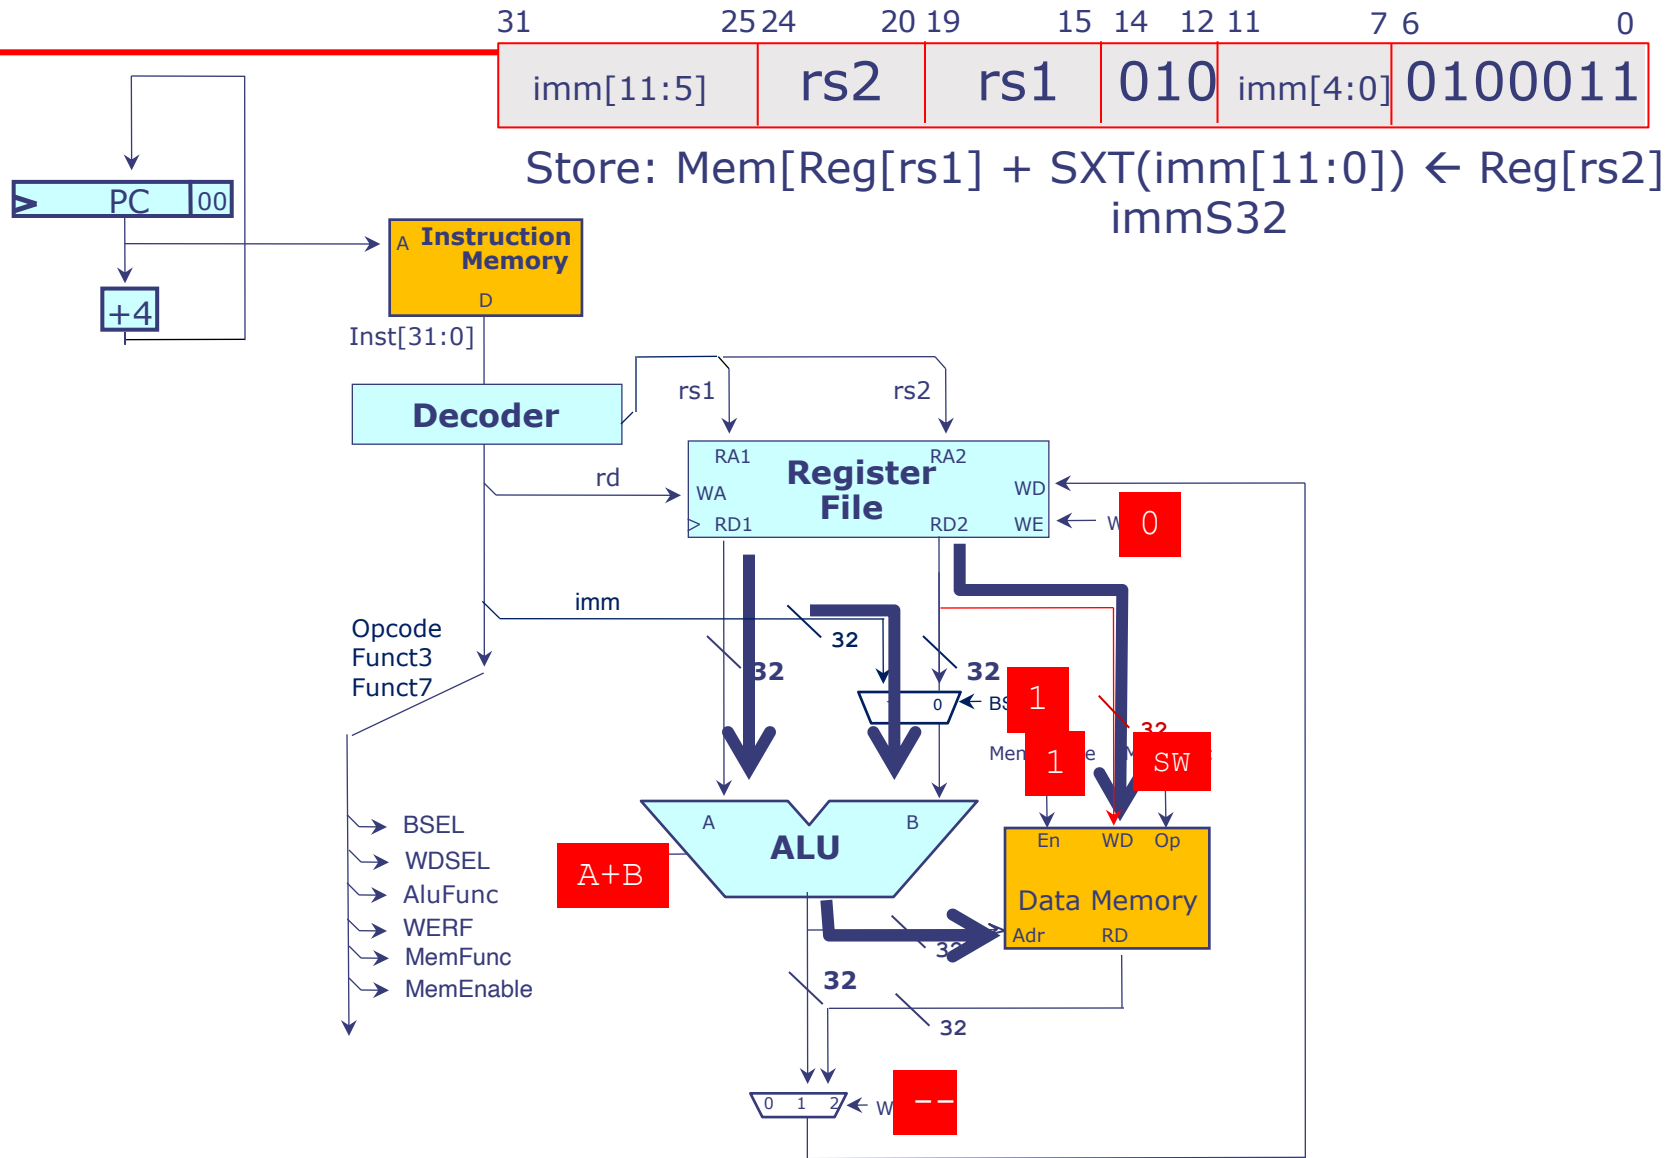 31 25 24 20 19 15 14 12 11 7 6 0
imm[11:5] rs2 rs1 010 imm[4:0] 0100011
Store: Mem[Reg[rs1] + SXT(imm[11:0]) ← Reg[rs2]
immS32
PC 00
A Instruction
Memory
D
+4
Inst[31:0]
rs1 rs2
Decoder
RA1 RA2
Register
File
rd
WA WD
> RD1 RD2 WE
0
imm
32
Opcode
Funct3
Funct7
32 32
0
1
32
1 SW
BSEL
WDSEL
AluFunc
WERF
MemFunc
MemEnable
A B
ALU
A+B
En WD Op
Data Memory
Adr RD
32
32
32
0 1 2
--